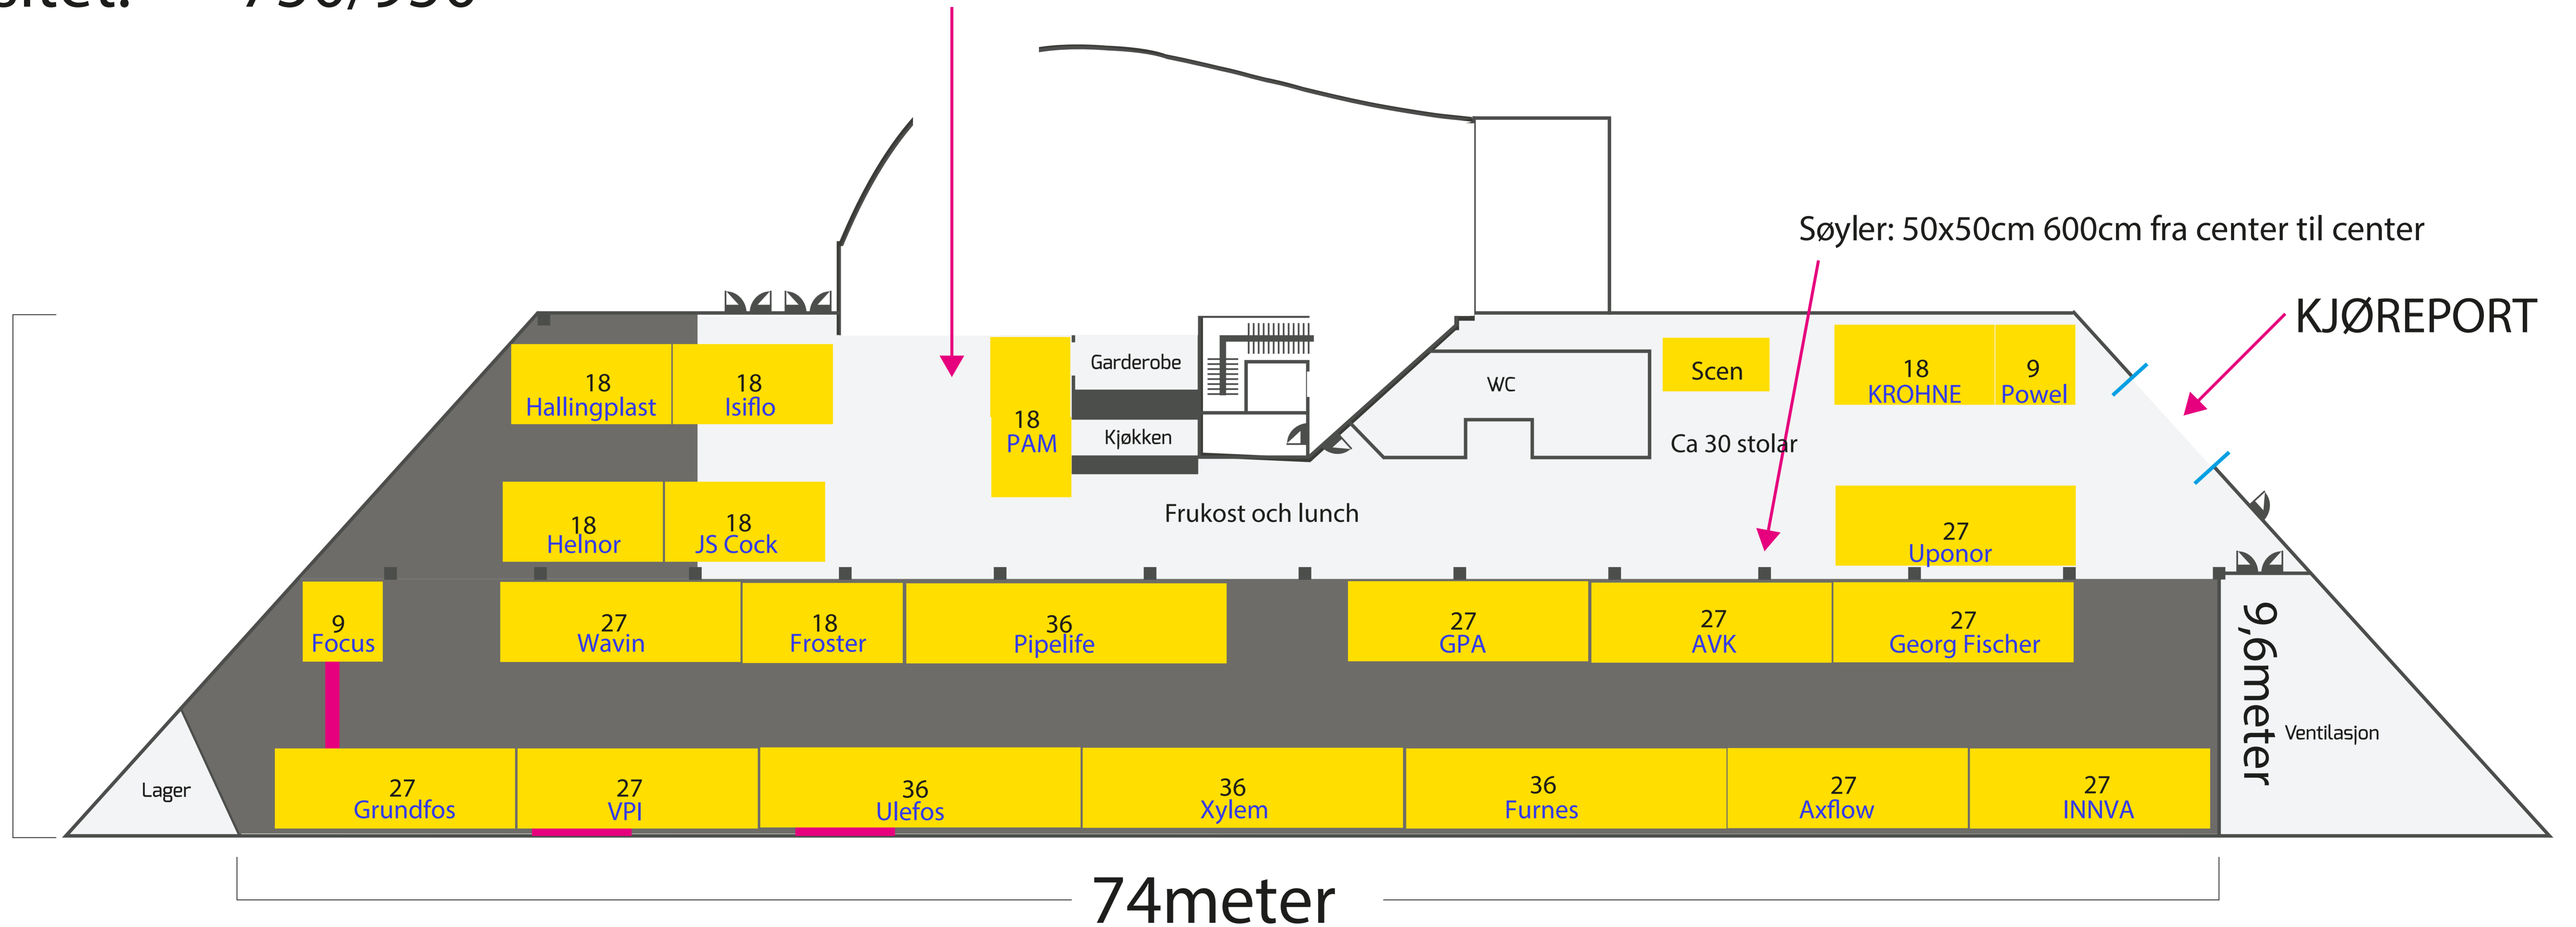 Søyler: 50x50cm 600cm fra center til center
KJØREPORT
Garderobe
Kjøkken
WC
Scen
Ca 30 stolar
Frukost och lunch
18
Hallingplast
18
Isiflo
18
PAM
18
KROHNE
9
Powel
18
Helnor
18
JS Cock
27
Uponor
9
Focus
27
Wavin
18
Froster
36
Pipelife
27
GPA
27
AVK
27
Georg Fischer
9,6meter
Ventilasjon
Lager
27
Grundfos
27
VPI
36
Ulefos
36
Xylem
36
Furnes
27
Axflow
27
INNVA
74meter